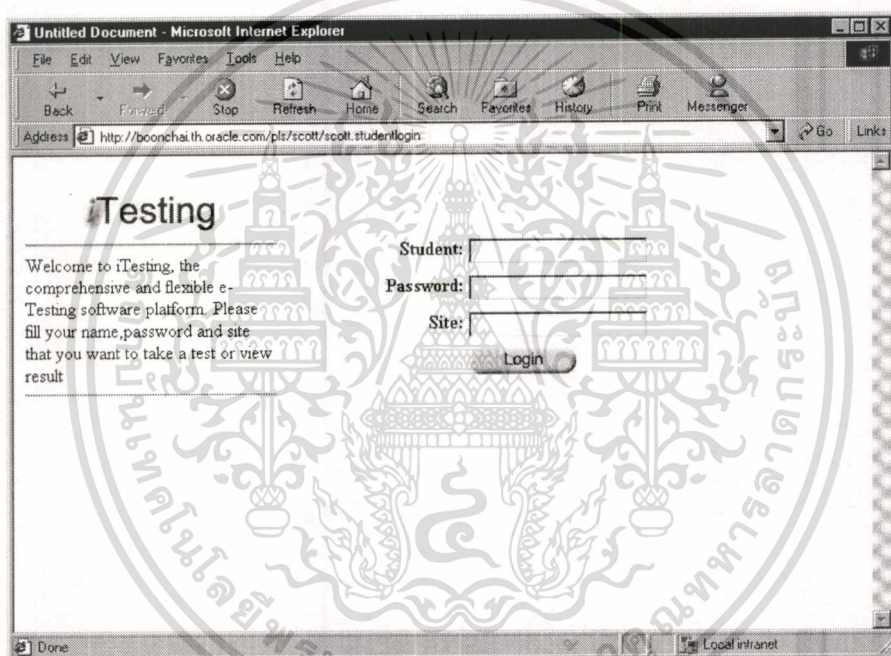 Untitled Document - Microsoft Internet Explorer
File Edit View Favorites Tools Help
Back Forward Stop Refresh Home Search Favorites History Print Messenger
Address http://boonchai.th.oracle.com/pls/scott/scott.studentlogin Go Links
iTesting
Welcome to iTesting, the
comprehensive and flexible e-
Testing software platform. Please
fill your name,password and site
that you want to take a test or view
result
Student:
Password:
Site:
Login
Done Local intranet